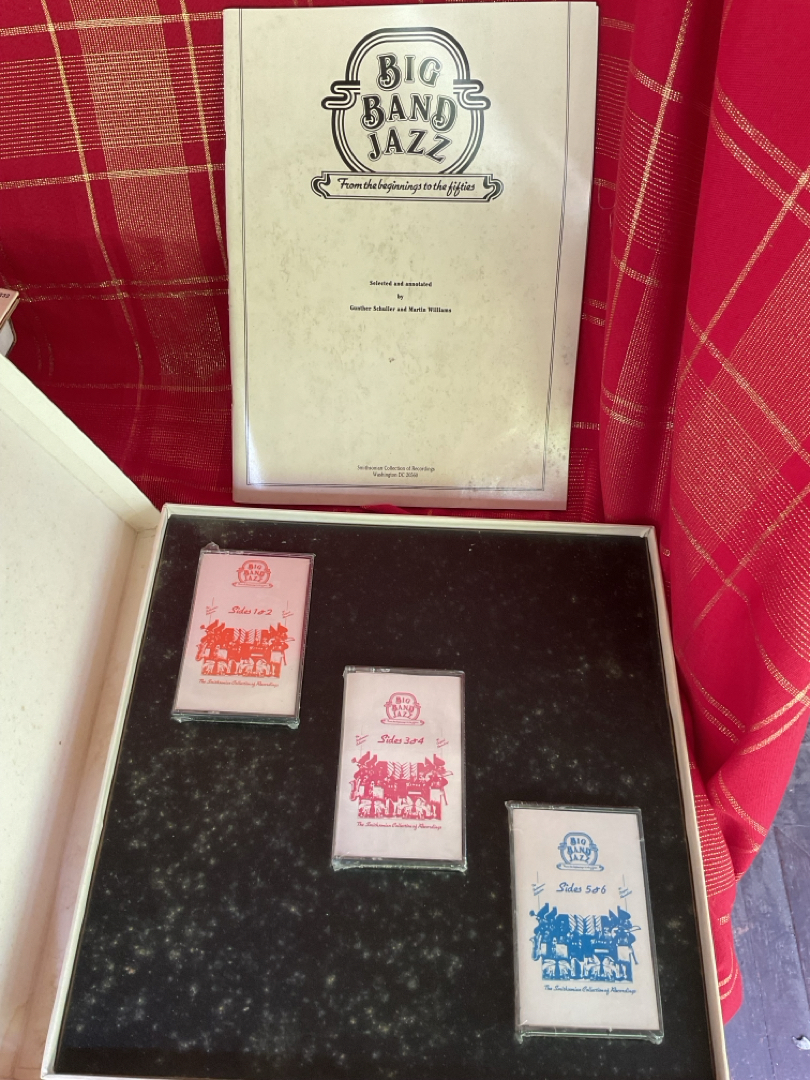 BIG
BAND
JAZZ
From the beginnings to the fifties
Selected and annotated
by
Gunther Schuller and Martin Williams
Smithsonian Collection of Recordings
Washington DC 20560
BIG
BAND
JAZZ
Sides 1&2
The Smithsonian Collection of Recordings
BIG
BAND
JAZZ
Sides 3&4
The Smithsonian Collection of Recordings
BIG
BAND
JAZZ
Sides 5&6
The Smithsonian Collection of Recordings